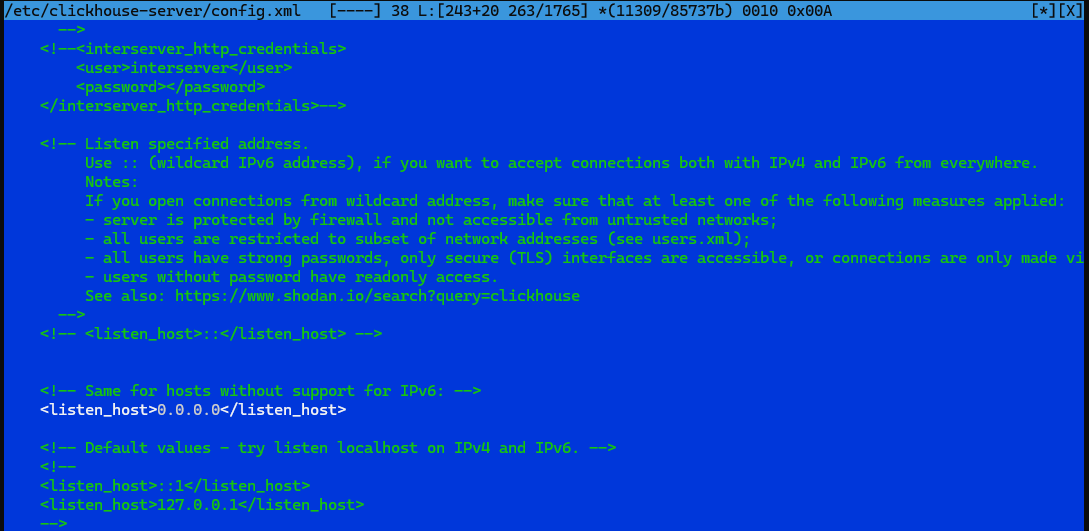 /etc/clickhouse-server/config.xml   [----] 38 L:[243+20 263/1765] *(11309/85737b) 0010 0x00A   [*][X]
      -->
    <!--<interserver_http_credentials>
        <user>interserver</user>
        <password></password>
    </interserver_http_credentials>-->

    <!-- Listen specified address.
         Use :: (wildcard IPv6 address), if you want to accept connections both with IPv4 and IPv6 from everywhere.
         Notes:
         If you open connections from wildcard address, make sure that at least one of the following measures applied:
         - server is protected by firewall and not accessible from untrusted networks;
         - all users are restricted to subset of network addresses (see users.xml);
         - all users have strong passwords, only secure (TLS) interfaces are accessible, or connections are only made vi
         - users without password have readonly access.
         See also: https://www.shodan.io/search?query=clickhouse
      -->
    <!-- <listen_host>::</listen_host> -->

    <!-- Same for hosts without support for IPv6: -->
    <listen_host>0.0.0.0</listen_host>

    <!-- Default values - try listen localhost on IPv4 and IPv6. -->
    <!--
    <listen_host>::1</listen_host>
    <listen_host>127.0.0.1</listen_host>
    -->